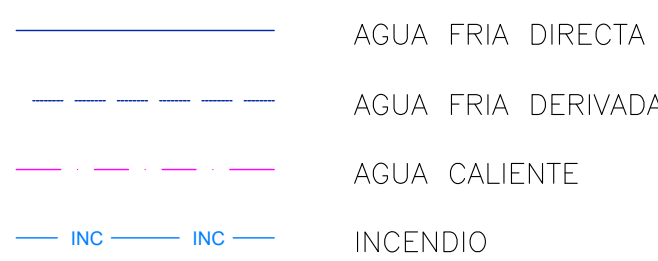 AGUA FRIA DIRECTA
AGUA FRIA DERIVADA
AGUA CALIENTE
INC INC INCENDIO